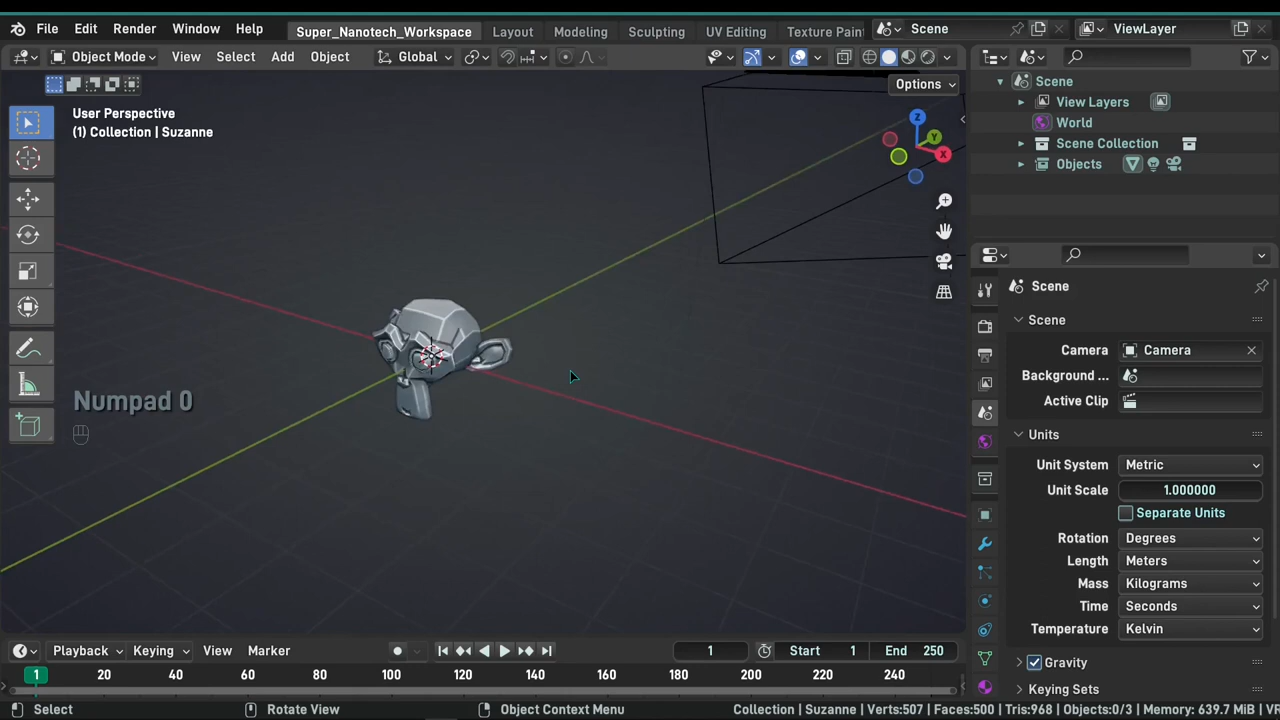 File Edit Render Window Help Super_Nanotech_Workspace Layout Modeling Sculpting UV Editing Texture Pain Scene ViewLayer
Object Mode View Select Add Object Global
Options
User Perspective
(1) Collection | Suzanne
Z
Y
X
Numpad 0
Scene
View Layers
World
Scene Collection
Objects
Scene
Scene
Camera Camera
Background ...
Active Clip
Units
Unit System Metric
Unit Scale 1.000000
Separate Units
Rotation Degrees
Length Meters
Mass Kilograms
Time Seconds
Temperature Kelvin
Gravity
Keying Sets
Playback Keying View Marker 1 Start 1 End 250
1 20 40 60 80 100 120 140 160 180 200 220 240
Select Rotate View Object Context Menu Collection | Suzanne | Verts:507 | Faces:500 | Tris:968 | Objects:0/3 | Memory: 639.7 MiB | VR